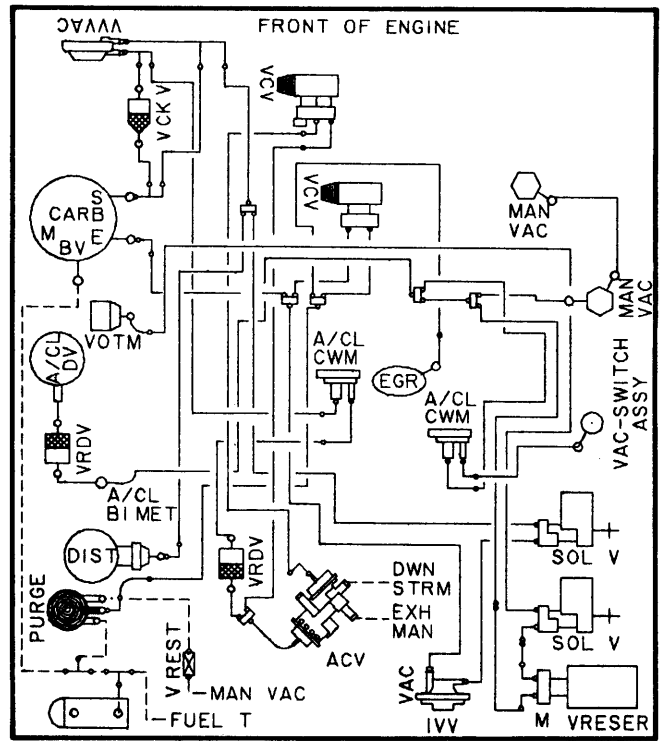 FRONT OF ENGINE
VVVAC
VCK V
VCV
VCV
S
CARB
M
BV
E
MAN
VAC
MAN
VAC
VOTM
A/CL
DV
A/CL
CWM
EGR
A/CL
CWM
VAC-SWITCH
ASSY
VRDV
A/CL
BIMET
DIST
VRDV
DWN
STRM
EXH
MAN
ACV
SOL V
SOL V
PURGE
VREST
MAN VAC
FUEL T
VAC
IVV
M
VRESER